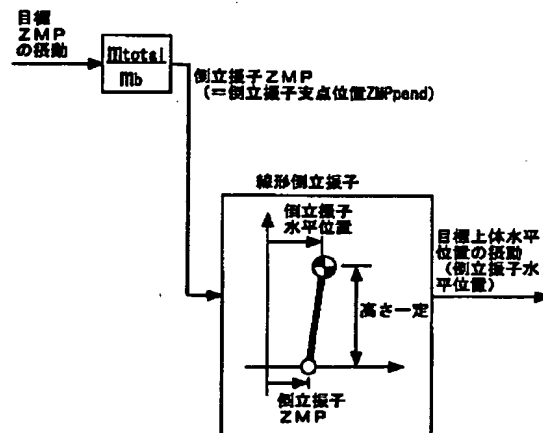 目標
ZMP
の摂動
mtotal
mb
倒立振子ZMP
(=倒立振子支点位置ZMPpend)
線形倒立振子
倒立振子
水平位置
目標上体水平
位置の摂動
(倒立振子水
平位置)
高さ一定
倒立振子
ZMP